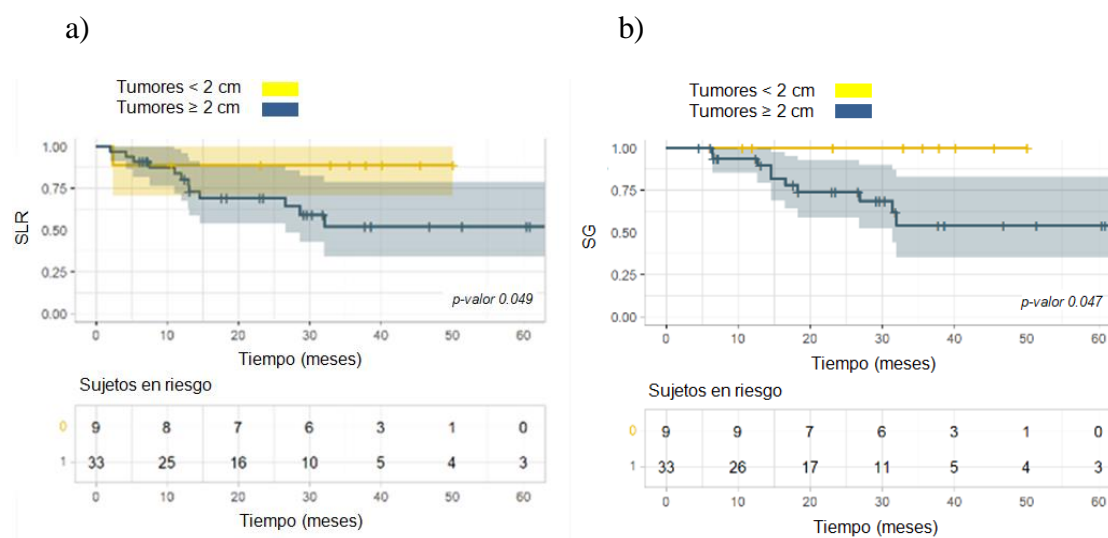 a)
Tumores < 2 cm
Tumores ≥ 2 cm
1.00
0.75
0.50
0.25
0.00
SLR
p-valor 0.049
0 10 20 30 40 50 60
Tiempo (meses)
Sujetos en riesgo
0 9 8 7 6 3 1 0
1 33 25 16 10 5 4 3
0 10 20 30 40 50 60
Tiempo (meses)
b)
Tumores < 2 cm
Tumores ≥ 2 cm
1.00
0.75
0.50
0.25
0.00
SG
p-valor 0.047
0 10 20 30 40 50 60
Tiempo (meses)
Sujetos en riesgo
0 9 9 7 6 3 1 0
1 33 26 17 11 5 4 3
0 10 20 30 40 50 60
Tiempo (meses)